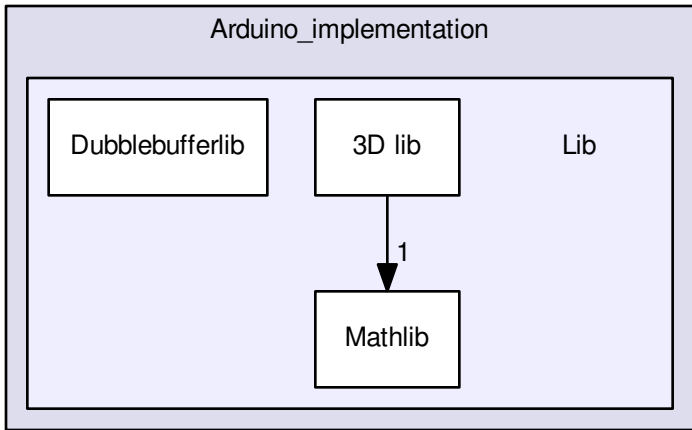 Arduino_implementation
Dubblebufferlib
3D lib
Lib
1
Mathlib